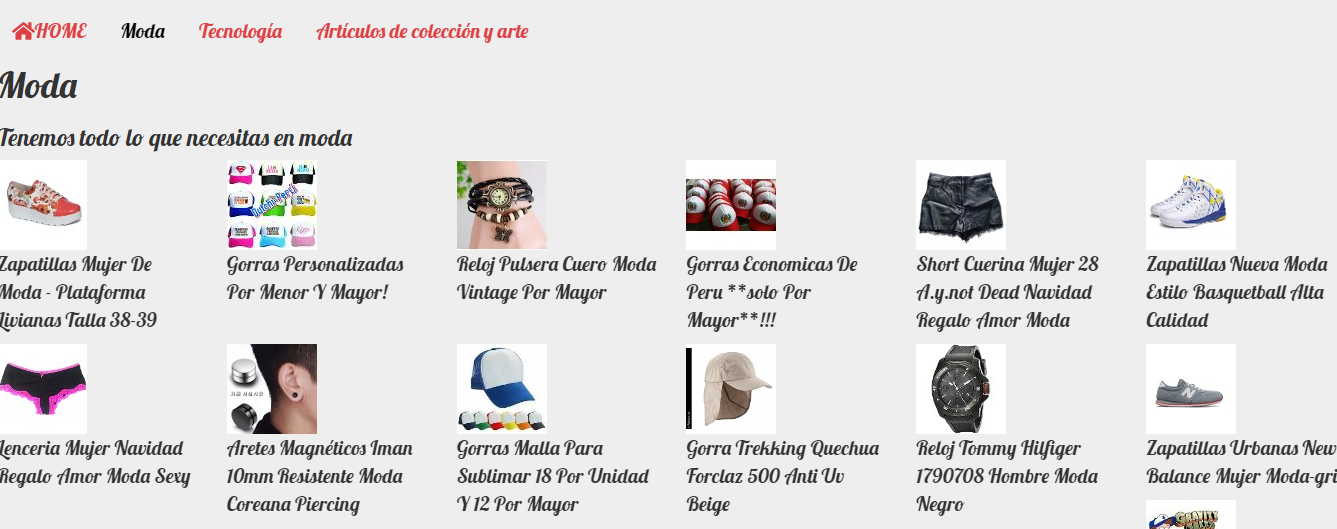 HOME Moda Tecnología Artículos de colección y arte
Moda
Tenemos todo lo que necesitas en moda
Zapatillas Mujer De
Moda - Plataforma
Livianas Talla 38-39
Gorras Personalizadas
Por Menor Y Mayor!
Reloj Pulsera Cuero Moda
Vintage Por Mayor
Gorras Economicas De
Peru **solo Por
Mayor**!!!
Short Cuerina Mujer 28
A.y.not Dead Navidad
Regalo Amor Moda
Zapatillas Nueva Moda
Estilo Basquetball Alta
Calidad
Lenceria Mujer Navidad
Regalo Amor Moda Sexy
Aretes Magnéticos Iman
10mm Resistente Moda
Coreana Piercing
Gorras Malla Para
Sublimar 18 Por Unidad
Y 12 Por Mayor
Gorra Trekking Quechua
Forclaz 500 Anti Uv
Beige
Reloj Tommy Hilfiger
1790708 Hombre Moda
Negro
Zapatillas Urbanas New
Balance Mujer Moda-gri
GRAVITY